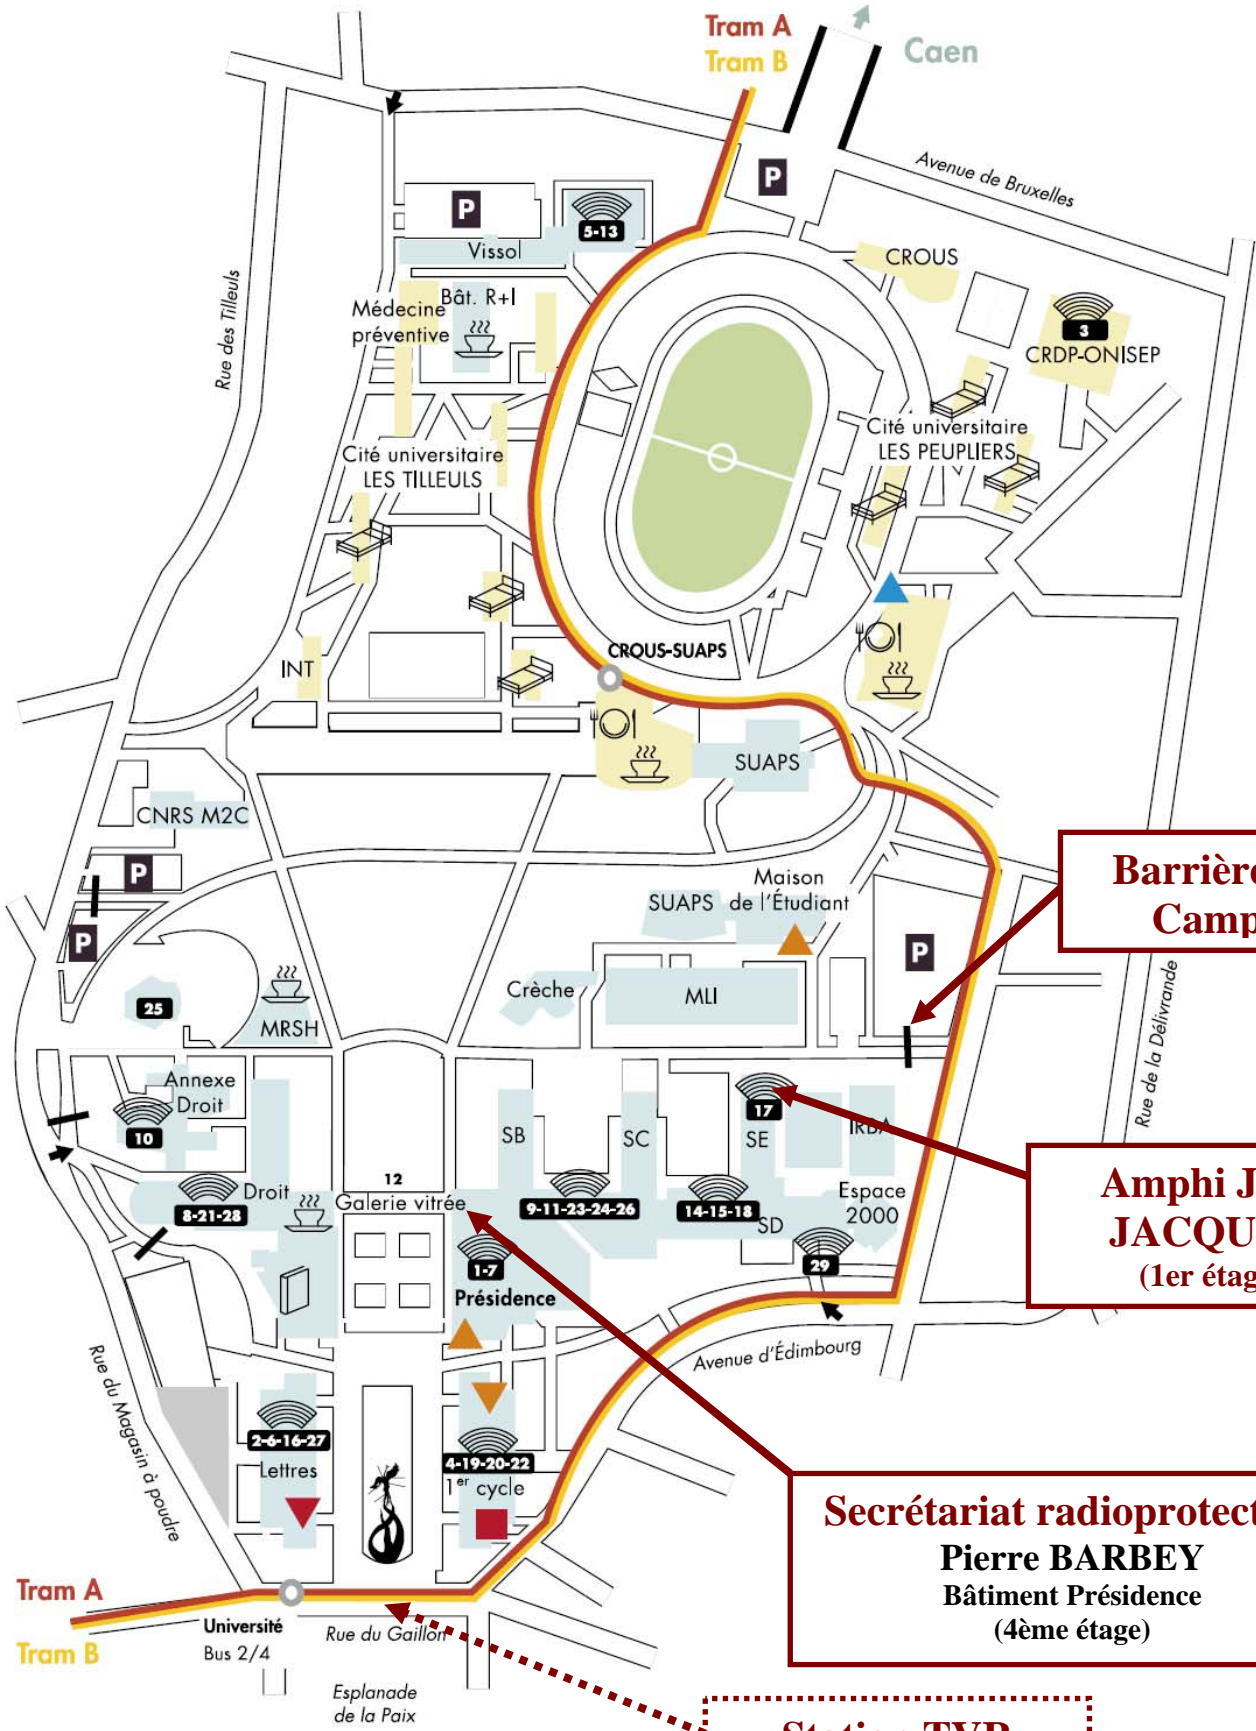 Tram A
Tram B
Caen
Avenue de Bruxelles
P
P
5-13
Vissol
CROUS
Rue des Tilleuls
Bât. R+I
Médecine
préventive
3
CRDP-ONISEP
Cité universitaire
LES TILLEULS
Cité universitaire
LES PEUPLIERS
INT
CROUS-SUAPS
SUAPS
CNRS M2C
P
P
SUAPS
Maison
de l'Étudiant
P
Barrière
Camp
Rue de la Délivrande
25
MRSH
Crèche
MLI
Annexe
Droit
10
SB
SC
17
SE
IRBA
12
Galerie vitrée
Droit
8-21-28
9-11-23-24-26
14-15-18
SD
Espace
2000
29
Amphi J
JACQU
(1er étag
1-7
Présidence
Avenue d'Édimbourg
Rue du Magasin à poudre
2-6-16-27
Lettres
4-19-20-22
1er cycle
Secrétariat radioprotect
Pierre BARBEY
Bâtiment Présidence
(4ème étage)
Tram A
Tram B
Université
Bus 2/4
Rue du Gaillon
Esplanade
de la Paix
Station TVR